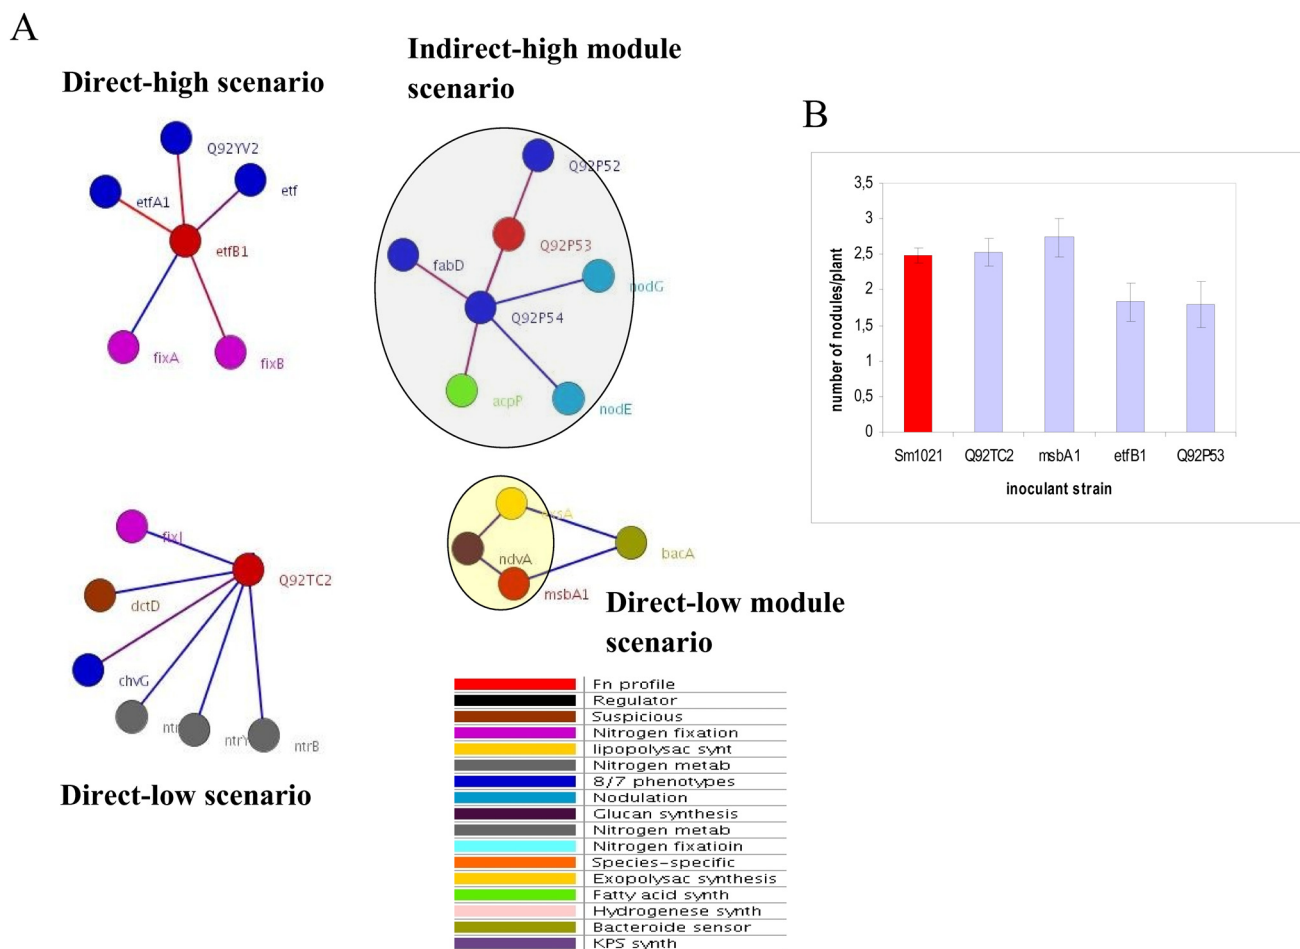 A
Direct-high scenario
Indirect-high module
scenario
Q92YV2
etf
etfA1
etfB1
fixA
fixB
Q92P52
Q92P53
fabD
nodG
Q92P54
acpP
nodE
B
number of nodules/plant
3,5
3
2,5
2
1,5
1
0,5
0
Sm1021 Q92TC2 msbA1 etfB1 Q92P53
inoculant strain
fixJ
Q92TC2
dctD
chvG
ntrY
ntrB
Direct-low scenario
ndvA
bacA
msbA1
Direct-low module
scenario
Fn profile
Regulator
Suspicious
Nitrogen fixation
lipopolysac synt
Nitrogen metab
8/7 phenotypes
Nodulation
Glucan synthesis
Nitrogen metab
Nitrogen fixatioin
Species-specific
Exopolysac synthesis
Fatty acid synth
Hydrogenese synth
Bacteroide sensor
KPS synth